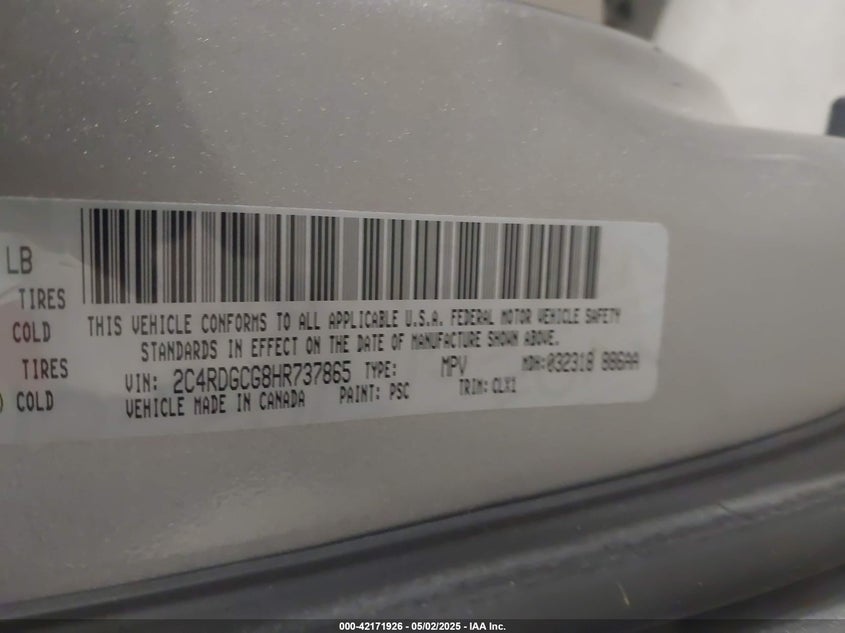 LB
TIRES
COLD
TIRES
) COLD
THIS VEHICLE CONFORMS TO ALL APPLICABLE U.S.A. FEDERAL MOTOR VEHICLE SAFETY
STANDARDS IN EFFECT ON THE DATE OF MANUFACTURE SHOWN ABOVE.
VIN: 2C4RDGCG8HR737865 TYPE: MPV MDH:032318 886AA
VEHICLE MADE IN CANADA PAINT: PSC TRIM:CLX1
000-42171926 - 05/02/2025 - IAA Inc.